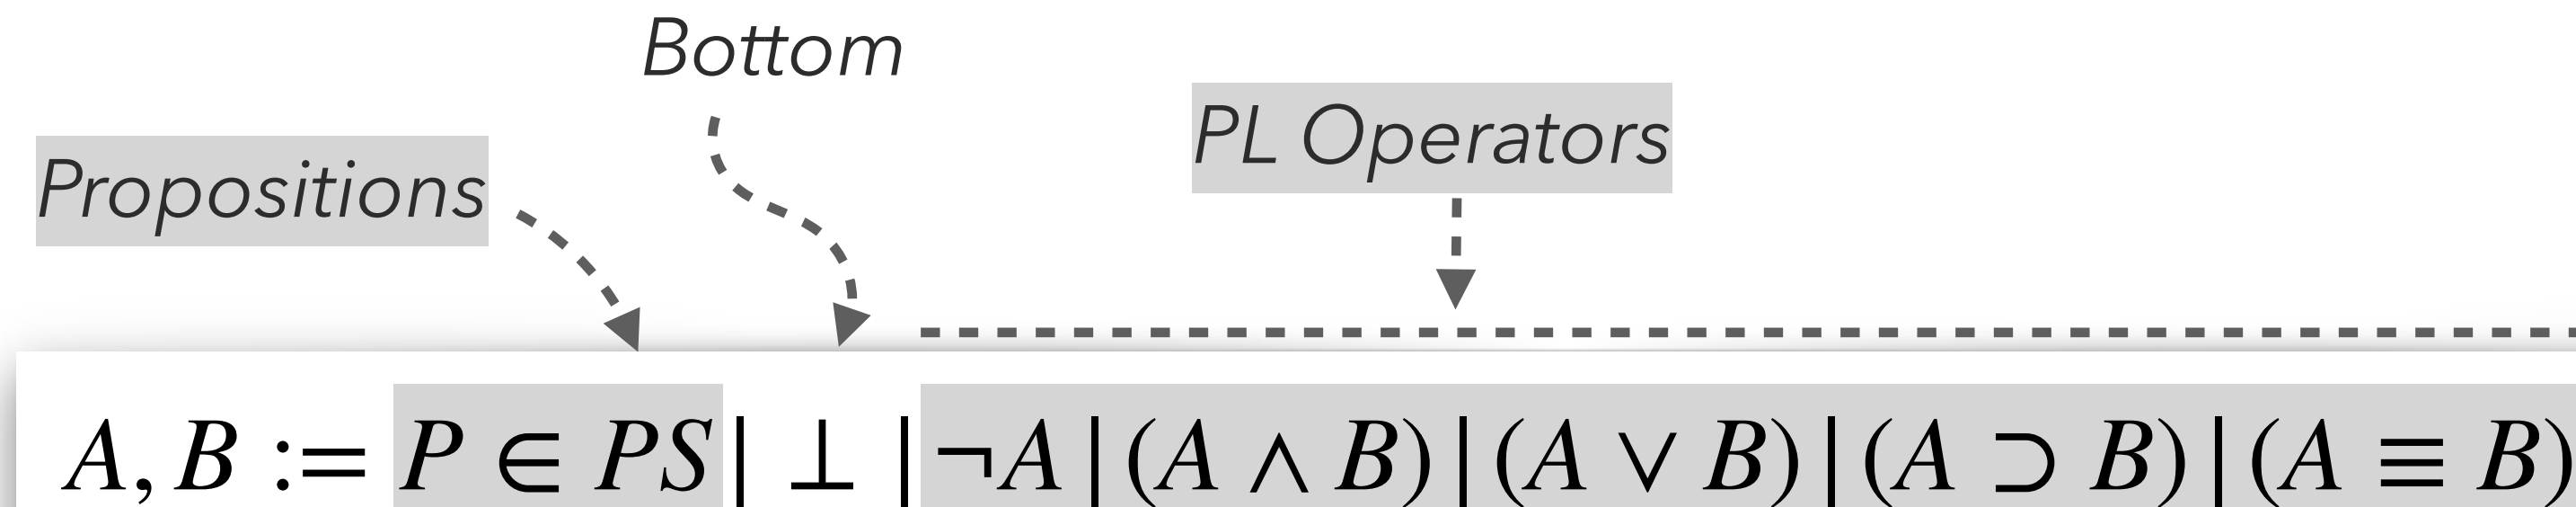 Bottom
PL Operators
Propositions
A, B := P ∈ PS | ⊥ | ¬A | (A ∧ B) | (A ∨ B) | (A ⊃ B) | (A ≡ B)